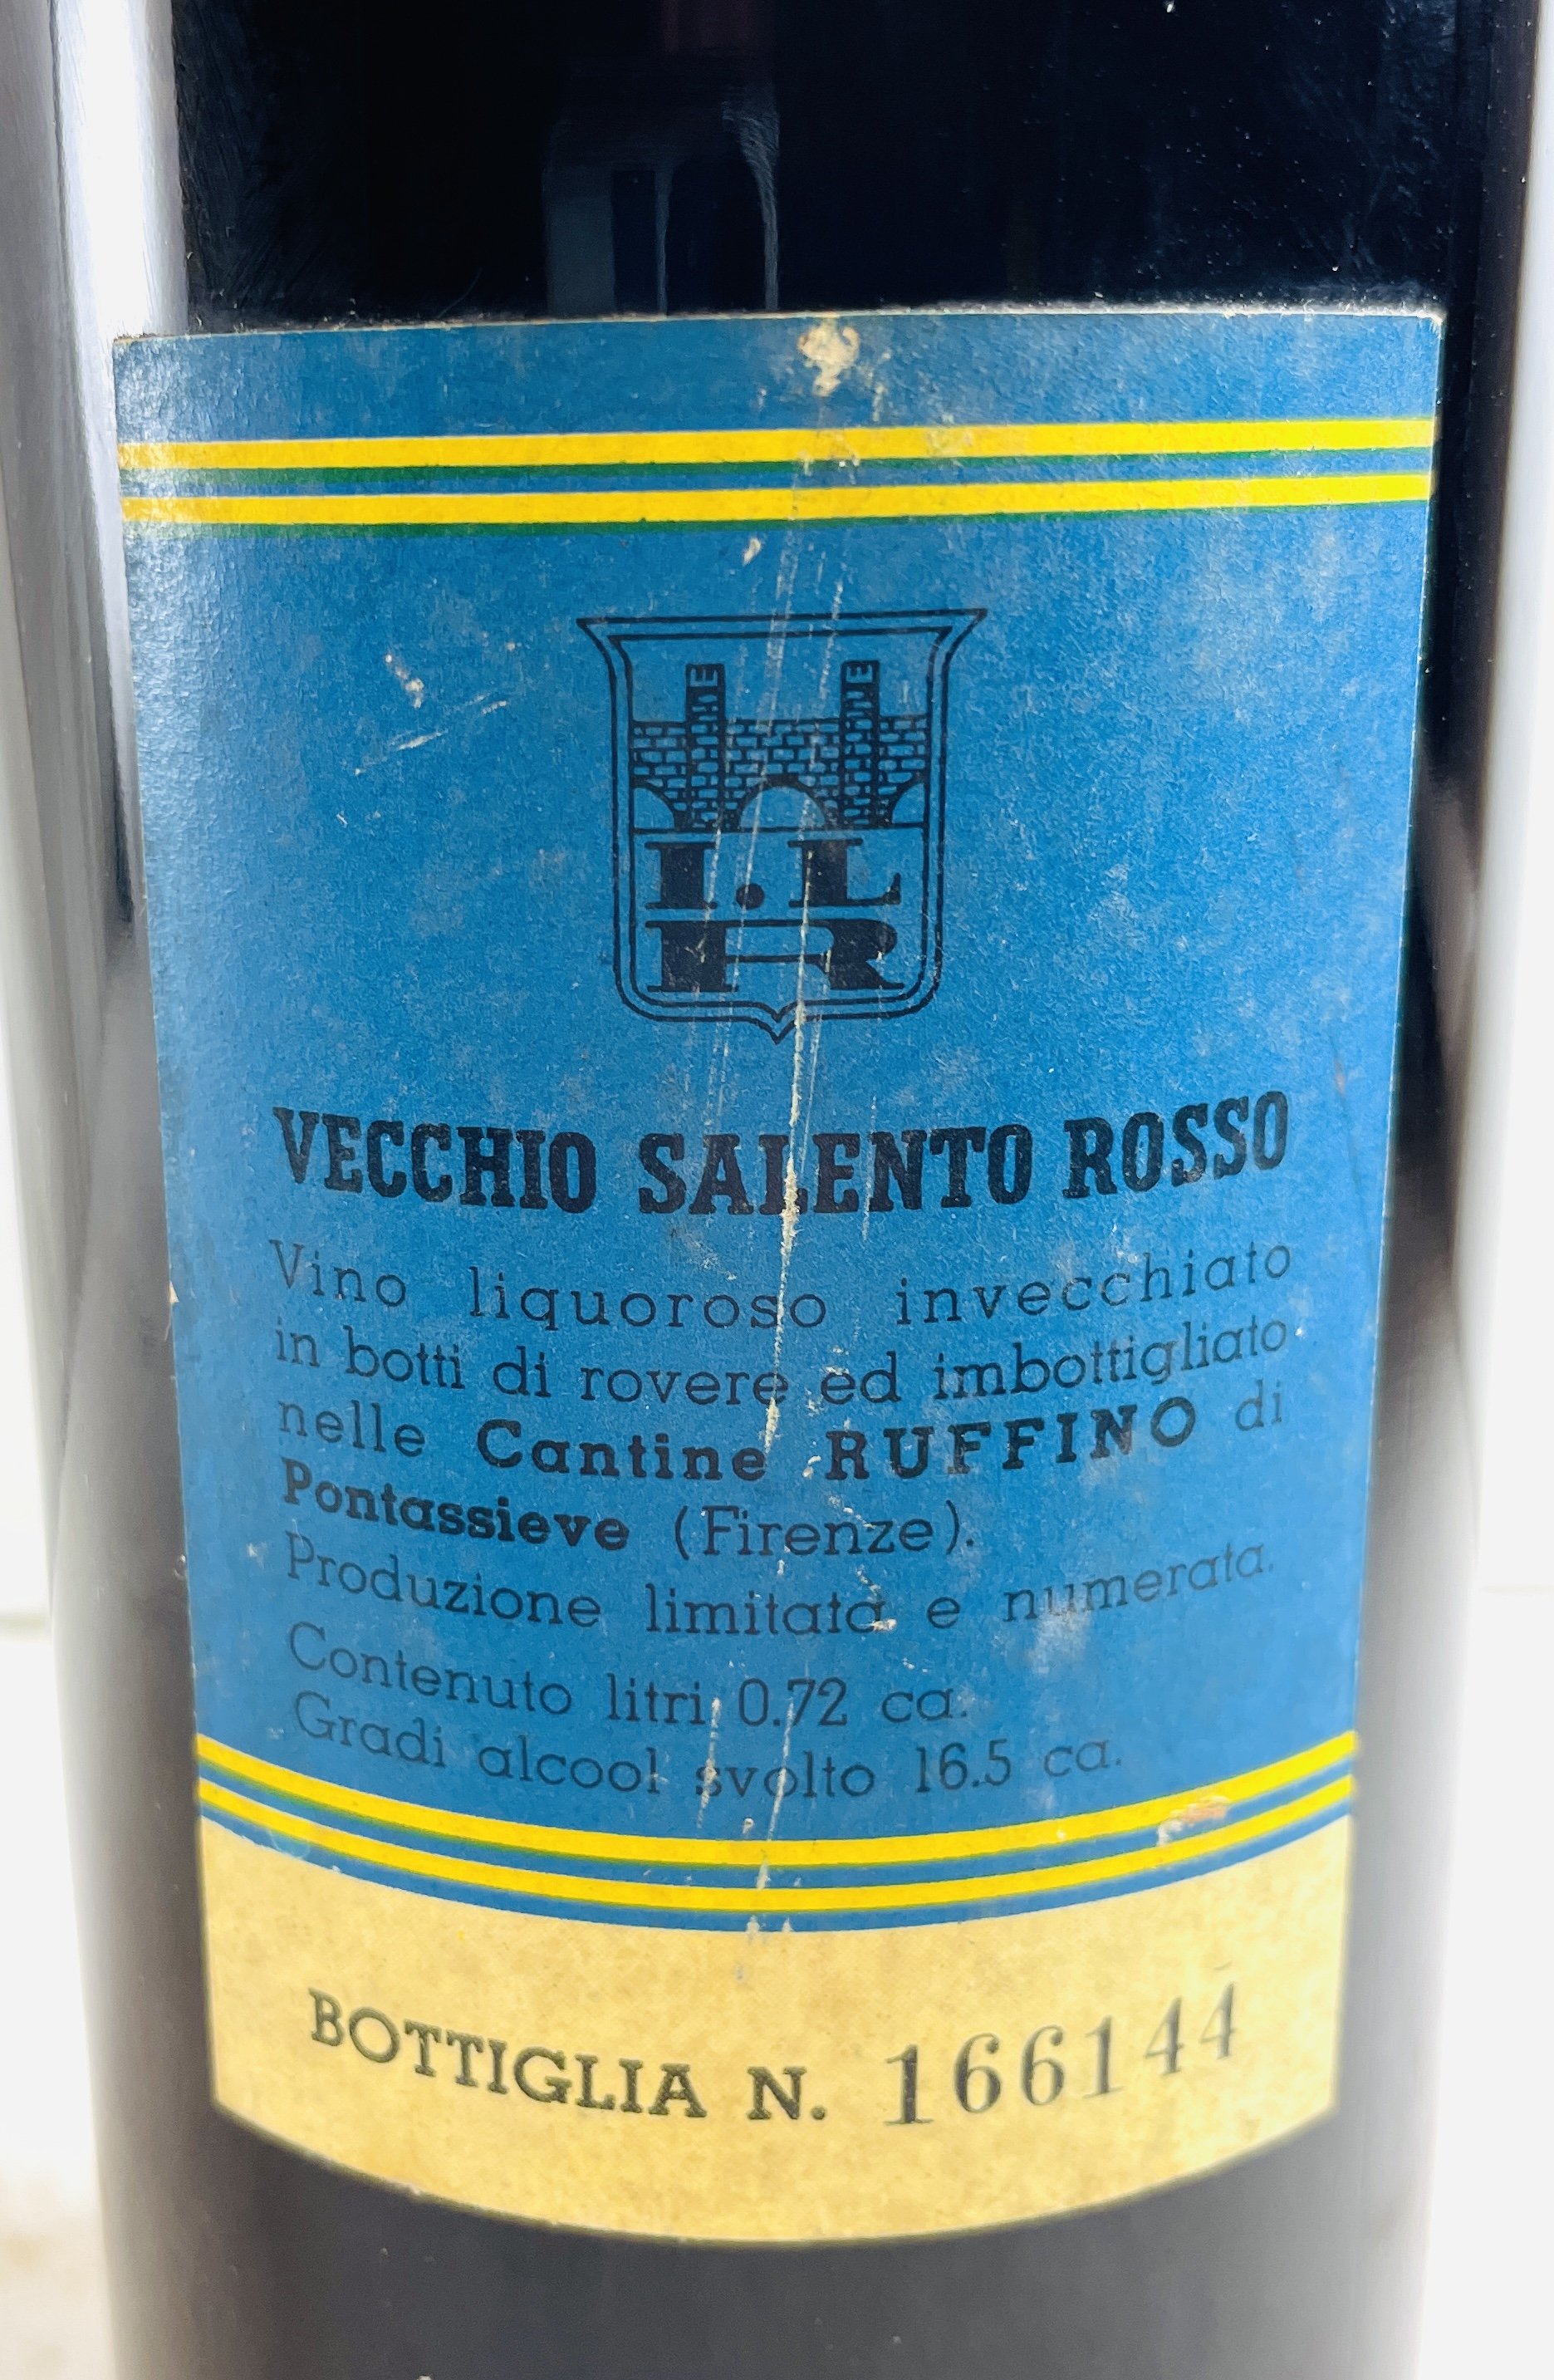 I.L
R
VECCHIO SALENTO ROSSO
Vino liquoroso invecchiato
in botti di rovere ed imbottigliato
nelle Cantine RUFFINO di
Pontassieve (Firenze).
Produzione limitata e numerata.
Contenuto litri 0.72 ca.
Gradi alcool svolto 16.5 ca.
BOTTIGLIA N. 166144